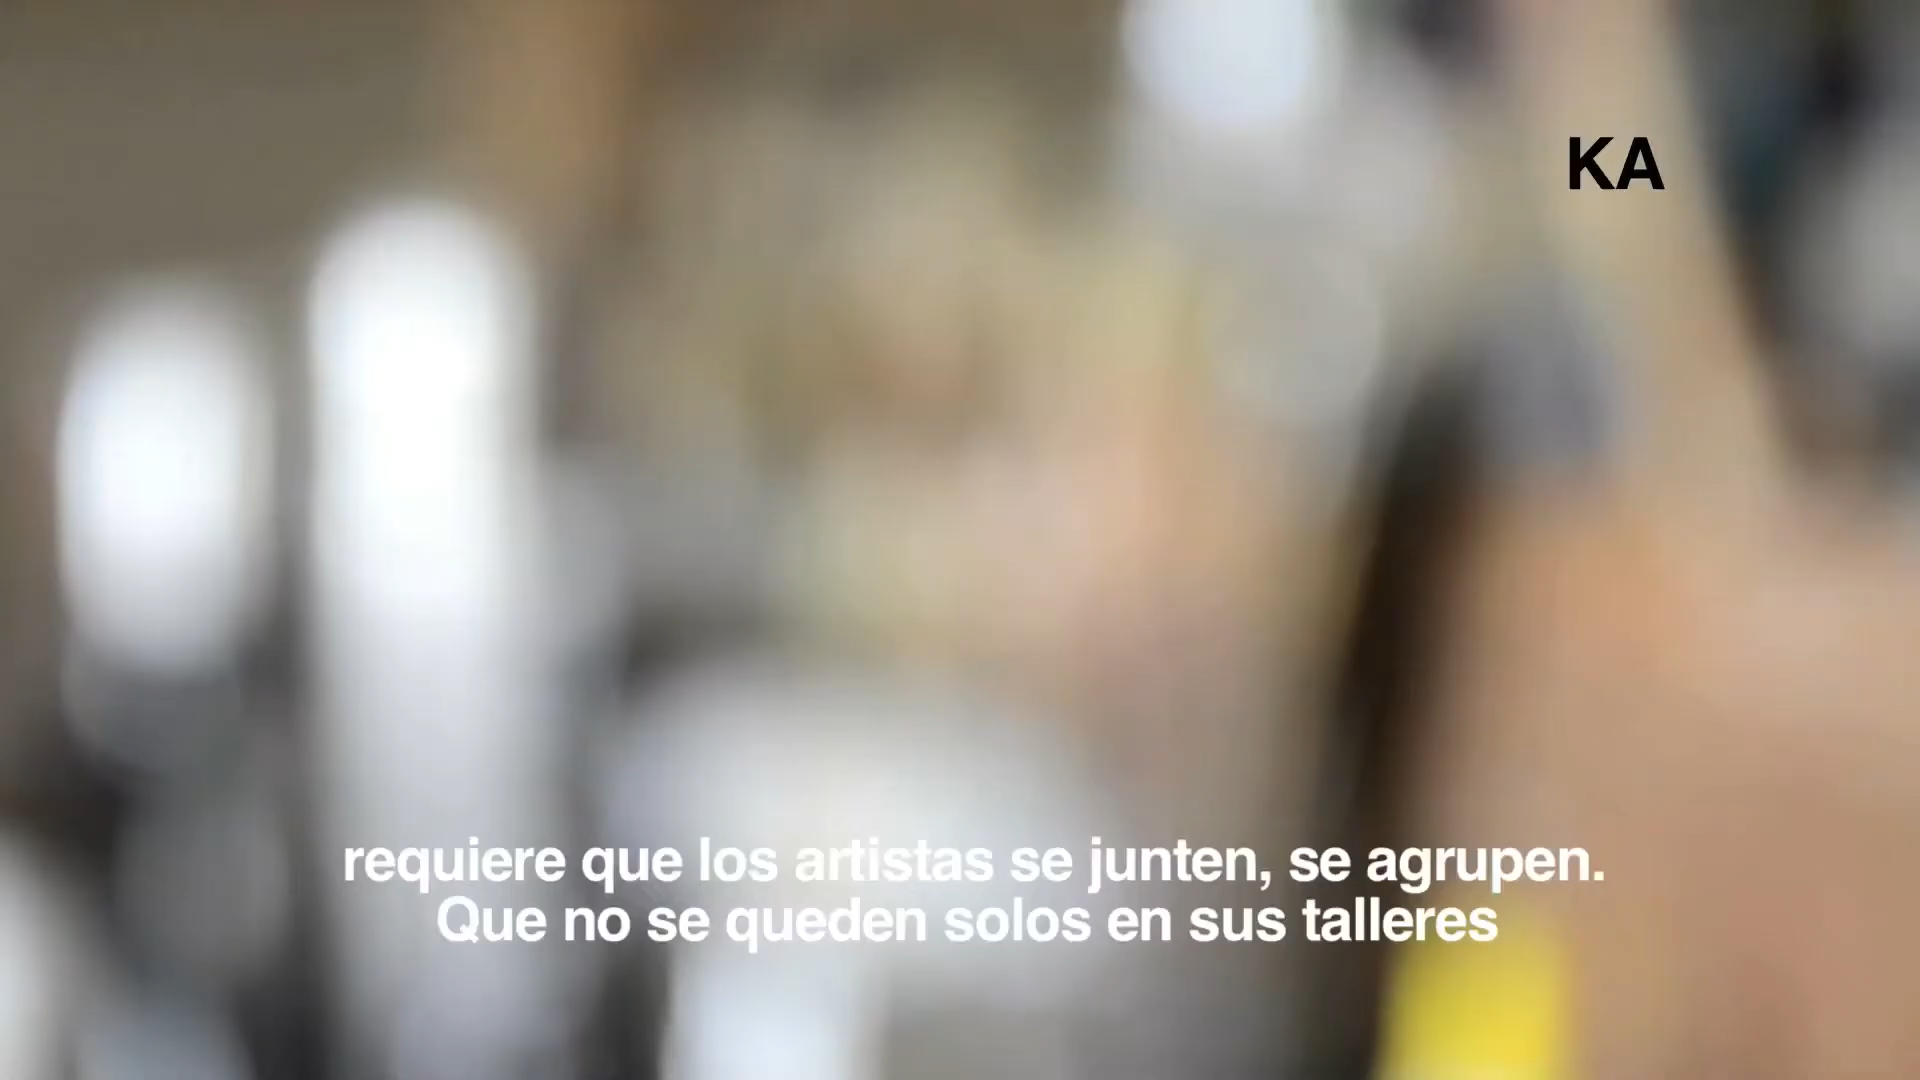 KA
requiere que los artistas se junten, se agrupen.
Que no se queden solos en sus talleres